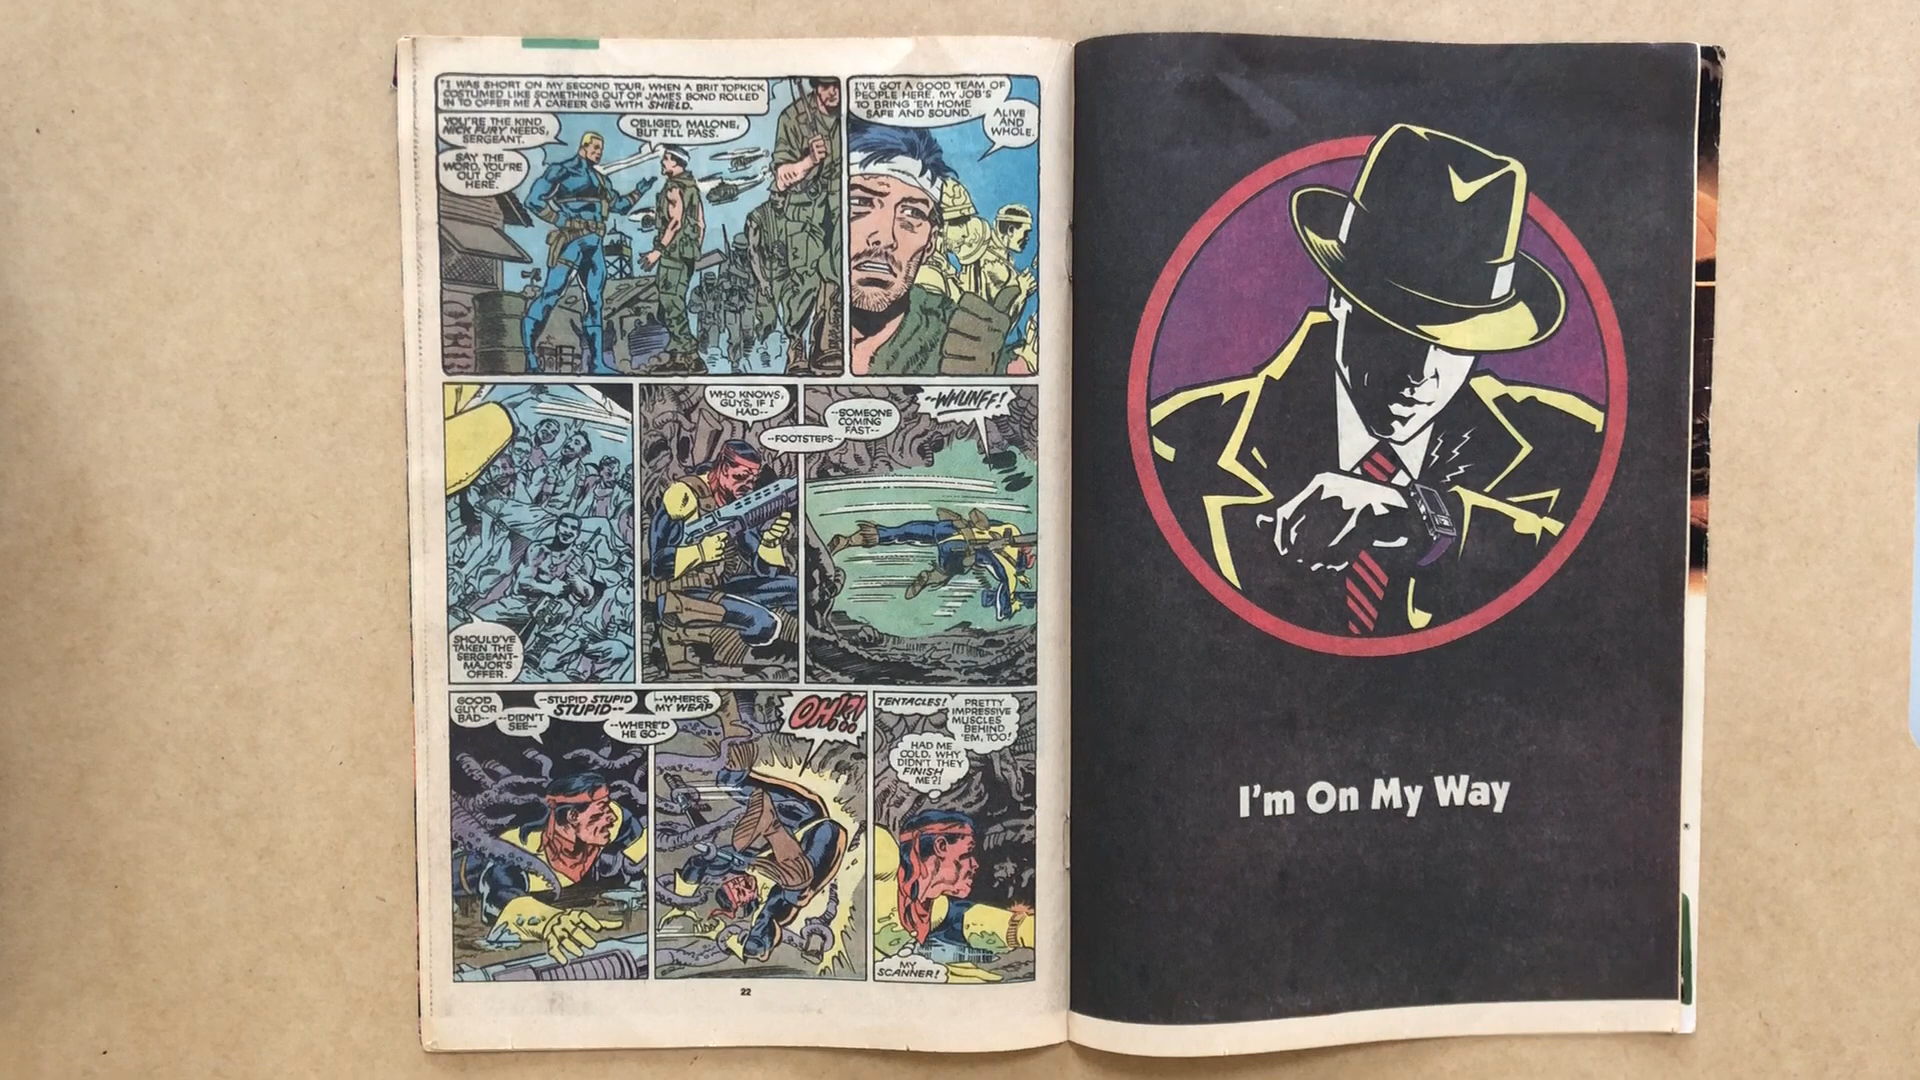 "I WAS SHORT ON MY SECOND TOUR, WHEN A BRIT TOPKICK
COSTUMED LIKE SOMETHING OUT OF JAMES BOND ROLLED
IN TO OFFER ME A CAREER GIG WITH SHIELD.
YOU'RE THE KIND
NICK FURY NEEDS,
SERGEANT.
SAY THE
WORD, YOU'RE
OUT OF
HERE.
OBLIGED, MALONE,
BUT I'LL PASS.
I'VE GOT A GOOD TEAM OF
PEOPLE HERE. MY JOB'S
TO BRING 'EM HOME
SAFE AND SOUND.
ALIVE
AND
WHOLE.
SHOULD'VE
TAKEN THE
SERGEANT-
MAJOR'S
OFFER.
WHO KNOWS,
GUYS, IF I
HAD--
--FOOTSTEPS--
--SOMEONE
COMING
FAST--
--WHUNFF!
GOOD
GUY OR
BAD--
--DIDN'T
SEE--
--STUPID STUPID
STUPID--
--WHERE'D
HE GO--
--WHERE'S
MY WEAP
OH?!
TENTACLES!
PRETTY
IMPRESSIVE
MUSCLES
BEHIND
'EM, TOO!
HAD ME
COLD, WHY
DIDN'T THEY
FINISH
ME?!
MY
SCANNER!
22
I'm On My Way